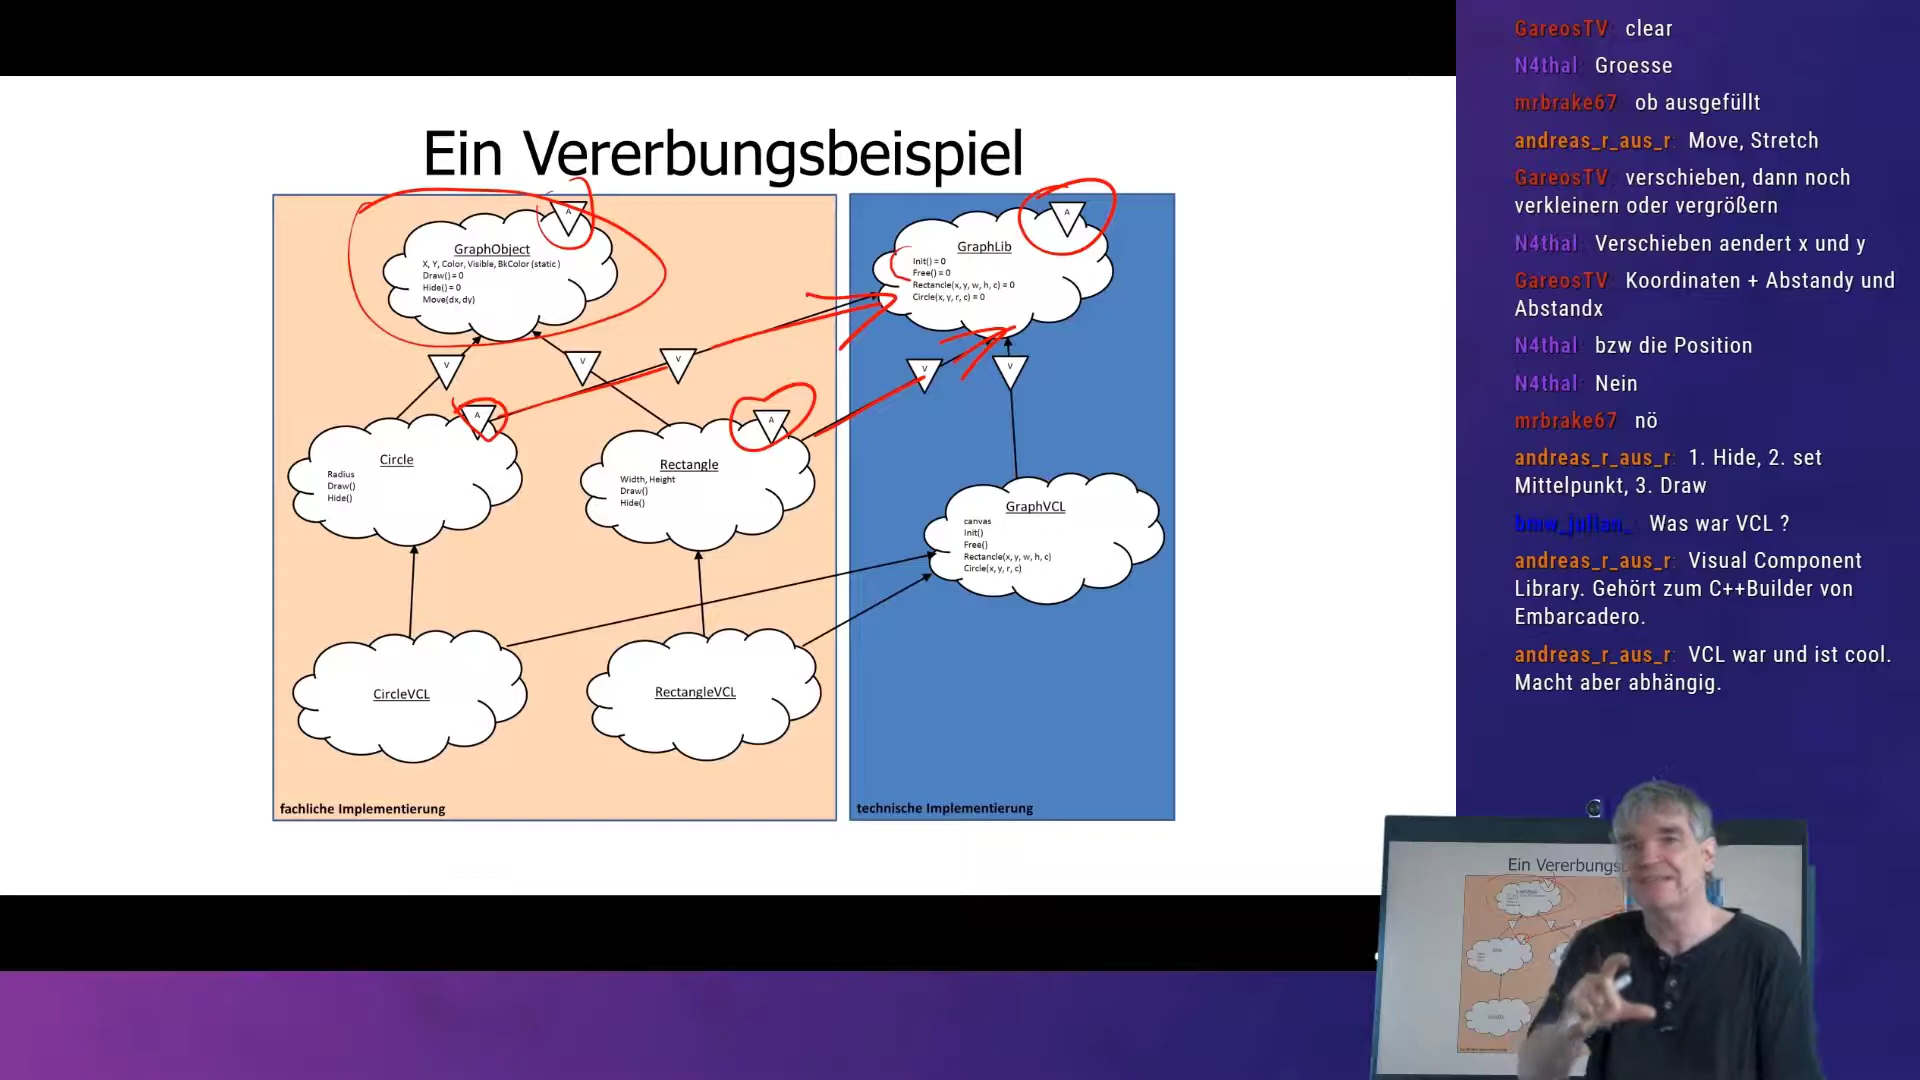 Ein Vererbungsbeispiel
A
GraphObject
X, Y, Color, Visible, BkColor (static )
Draw() = 0
Hide() = 0
Move(dx, dy)
A
GraphLib
Init() = 0
Free() = 0
Rectancle(x, y, w, h, c) = 0
Circle(x, y, r, c) = 0
V
V
V
V
V
A
Circle
Radius
Draw()
Hide()
A
Rectangle
Width, Height
Draw()
Hide()
GraphVCL
canvas
Init()
Free()
Rectancle(x, y, w, h, c)
Circle(x, y, r, c)
CircleVCL
RectangleVCL
fachliche Implementierung
technische Implementierung
GareosTV: clear
N4thal: Groesse
mrbrake67: ob ausgefüllt
andreas_r_aus_r: Move, Stretch
GareosTV: verschieben, dann noch
verkleinern oder vergrößern
N4thal: Verschieben aendert x und y
GareosTV: Koordinaten + Abstandy und
Abstandx
N4thal: bzw die Position
N4thal: Nein
mrbrake67: nö
andreas_r_aus_r: 1. Hide, 2. set
Mittelpunkt, 3. Draw
bmw_julian_: Was war VCL ?
andreas_r_aus_r: Visual Component
Library. Gehört zum C++Builder von
Embarcadero.
andreas_r_aus_r: VCL war und ist cool.
Macht aber abhängig.